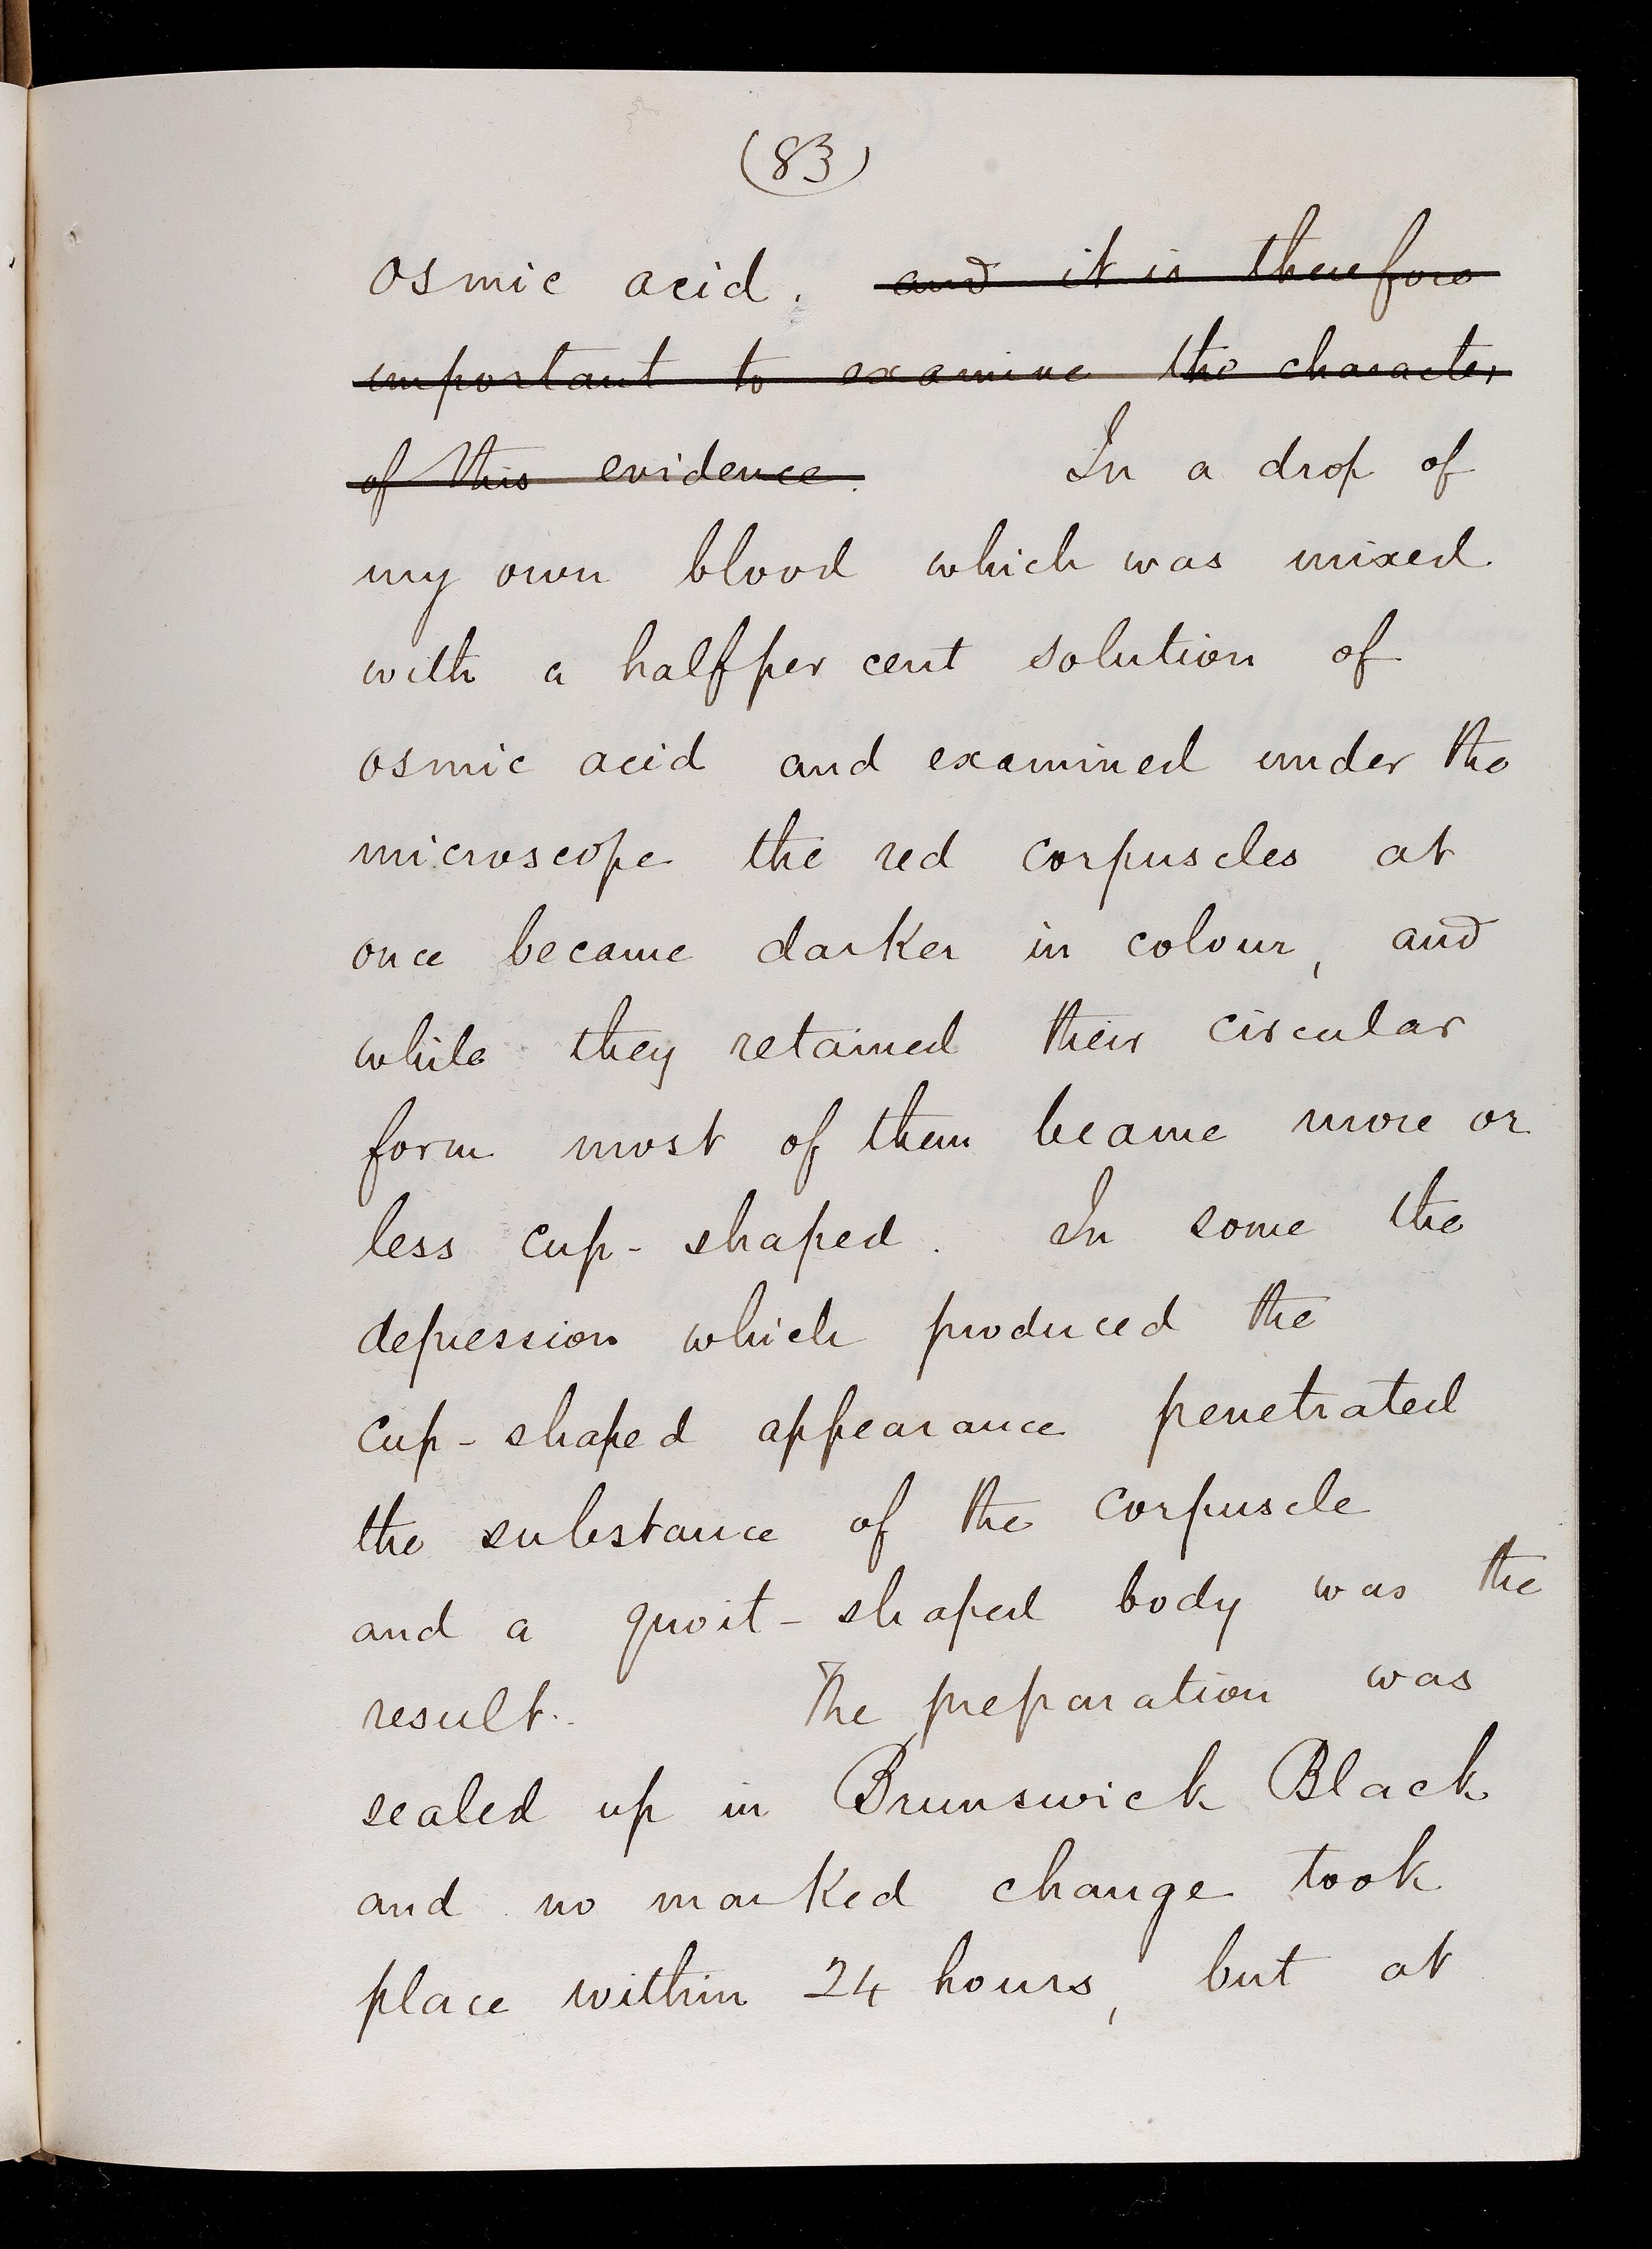 (83)
osmic acid. and it is therefore
important to examine the character
of this evidence. In a drop of
my own blood which was mixed
with a half per cent solution of
osmic acid and examined under the
microscope the red corpuscles at
once became darker in colour, and
while they retained their circular
form most of them became more or
less cup-shaped. In some the
depression which produced the
cup-shaped appearance penetrated
the substance of the corpuscle
and a quoit-shaped body was the
result. The preparation was
sealed up in Brunswick Black
and no marked change took
place within 24 hours, but at